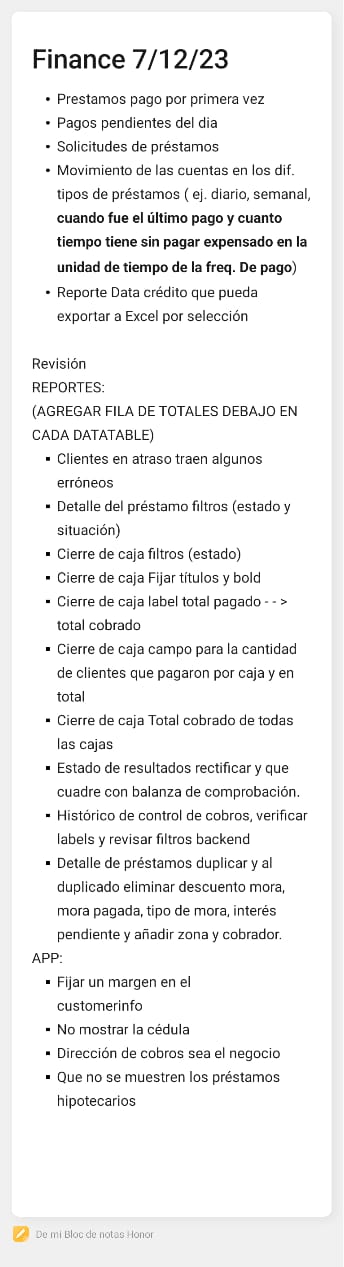 Finance 7/12/23
• Prestamos pago por primera vez
• Pagos pendientes del dia
• Solicitudes de préstamos
• Movimiento de las cuentas en los dif.
tipos de préstamos ( ej. diario, semanal,
cuando fue el último pago y cuanto
tiempo tiene sin pagar expensado en la
unidad de tiempo de la freq. De pago)
• Reporte Data crédito que pueda
exportar a Excel por selección
Revisión
REPORTES:
(AGREGAR FILA DE TOTALES DEBAJO EN
CADA DATATABLE)
▪ Clientes en atraso traen algunos
erróneos
▪ Detalle del préstamo filtros (estado y
situación)
▪ Cierre de caja filtros (estado)
▪ Cierre de caja Fijar títulos y bold
▪ Cierre de caja label total pagado - - >
total cobrado
▪ Cierre de caja campo para la cantidad
de clientes que pagaron por caja y en
total
▪ Cierre de caja Total cobrado de todas
las cajas
▪ Estado de resultados rectificar y que
cuadre con balanza de comprobación.
▪ Histórico de control de cobros, verificar
labels y revisar filtros backend
▪ Detalle de préstamos duplicar y al
duplicado eliminar descuento mora,
mora pagada, tipo de mora, interés
pendiente y añadir zona y cobrador.
APP:
▪ Fijar un margen en el
customerinfo
▪ No mostrar la cédula
▪ Dirección de cobros sea el negocio
▪ Que no se muestren los préstamos
hipotecarios
De mi Bloc de notas Honor